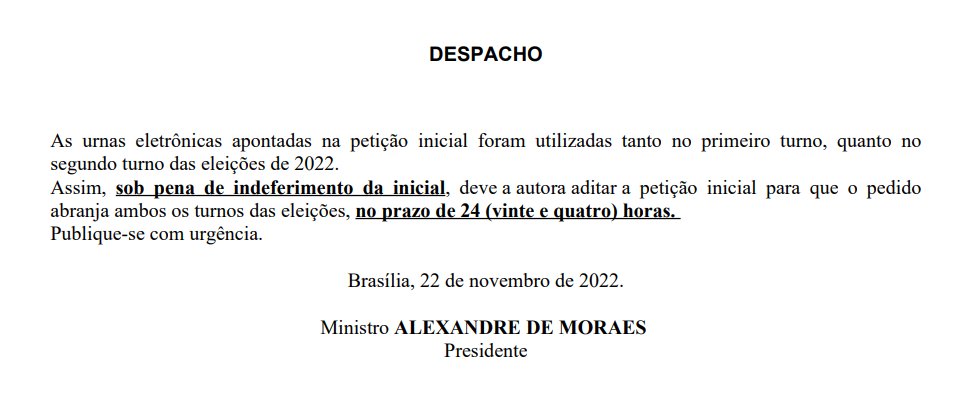 DESPACHO
As urnas eletrônicas apontadas na petição inicial foram utilizadas tanto no primeiro turno, quanto no
segundo turno das eleições de 2022.
Assim, sob pena de indeferimento da inicial, deve a autora aditar a petição inicial para que o pedido
abranja ambos os turnos das eleições, no prazo de 24 (vinte e quatro) horas.
Publique-se com urgência.
Brasília, 22 de novembro de 2022.
Ministro ALEXANDRE DE MORAES
Presidente